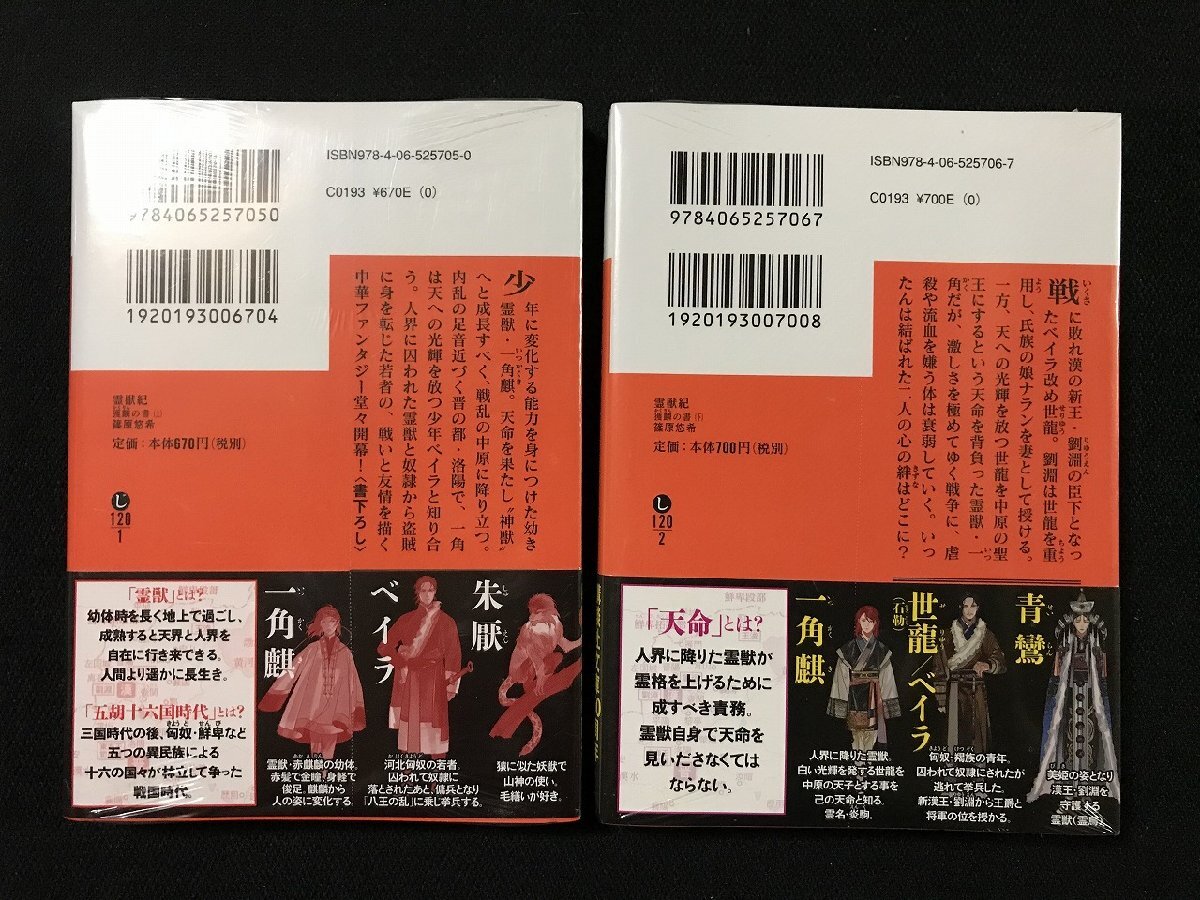 ISBN978-4-06-525705-0
C0193 ¥670E (0)
9784065257050
1920193006704
少年に変化する能力を身につけた幼き
霊獣・一角麒。天命を果たし〝神獣〟
へと成長すべく、戦乱の中原に降り立つ。
内乱の足音近づく晋の都・洛陽で、一角
は天への光輝を放つ少年ベイラと知り合
う。人界に囚われた霊獣と奴隷から盗賊
に身を転じた若者の、戦いと友情を描く
中華ファンタジー堂々開幕!〈書下ろし〉
霊獣紀
獲麟の書(上)
篠原悠希
定価:本体670円(税別)
し
120
1
「霊獣」とは?
幼体時を長く地上で過ごし、
成熟すると天界と人界を
自在に行き来できる。
人間より遥かに長生き。
「五胡十六国時代」とは?
三国時代の後、匈奴・鮮卑など
五つの異民族による
十六の国々が林立して争った
戦国時代。
一角麒
霊獣・赤麒麟の幼体。
赤髪で金瞳、身軽で
俊足。麒麟から
人の姿に変化する。
ベイラ
河北匈奴の若者。
囚われて奴隷に
落とされたあと、傭兵となり
「八王の乱」に乗じ挙兵する。
朱厭
猿に似た妖獣で
山神の使い。
毛繕いが好き。
ISBN978-4-06-525706-7
C0193 ¥700E (0)
9784065257067
1920193007008
戦に敗れ漢の新王・劉淵の臣下となっ
たベイラ改め世龍。劉淵は世龍を重
用し、氏族の娘ナランを妻として授ける。
一方、天への光輝を放つ世龍を中原の聖
王にするという天命を背負った霊獣・一
角だが、激しさを極めてゆく戦争に、虐
殺や流血を嫌う体は衰弱していく。いっ
たんは結ばれた二人の心の絆はどこに?
霊獣紀
獲麟の書(下)
篠原悠希
定価:本体700円(税別)
し
120
2
「天命」とは?
人界に降りた霊獣が
霊格を上げるために
成すべき責務。
霊獣自身で天命を
見いださなくては
ならない。
鮮卑段部
一角麒
人界に降りた霊獣。
白い光輝を発する世龍を
中原の天子とする事を
己の天命と知る。
霊名・炎駒。
世龍/ベイラ
(石勒)
匈奴・羯族の青年。
囚われて奴隷にされたが
逃れて挙兵した。
新漢王・劉淵から王爵と
将軍の位を授かる。
青鸞
美姫の姿となり
漢王・劉淵を
守護する
霊獣(霊鳥)。